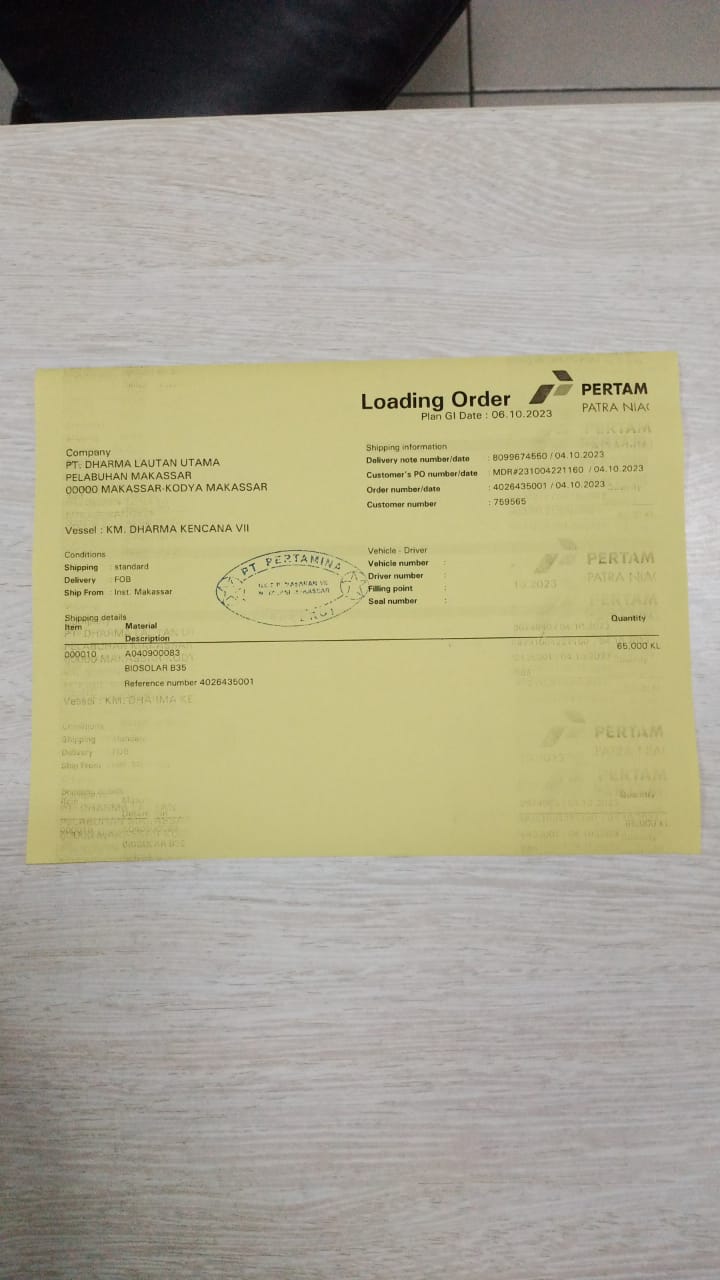 Loading Order
Plan GI Date : 06.10.2023
PERTAM
PATRA NIAG
Company
PT. DHARMA LAUTAN UTAMA
PELABUHAN MAKASSAR
00000 MAKASSAR-KODYA MAKASSAR
Vessel : KM. DHARMA KENCANA VII
Shipping information
Delivery note number/date : 8099674560 / 04.10.2023
Customer's PO number/date MDR#231004221160 / 04.10.2023
Order number/date : 4026435001 / 04.10.2023
Customer number : 759565
Conditions
Shipping : standard
Delivery : FOB
Ship From : Inst. Makassar
PT. PERTAMINA
Vehicle - Driver
Vehicle number :
Driver number :
Filling point :
Seal number :
Shipping details
Item Material Quantity
Description
000010 A040900083 65,000 KL
BIOSOLAR B35
Reference number 4026435001